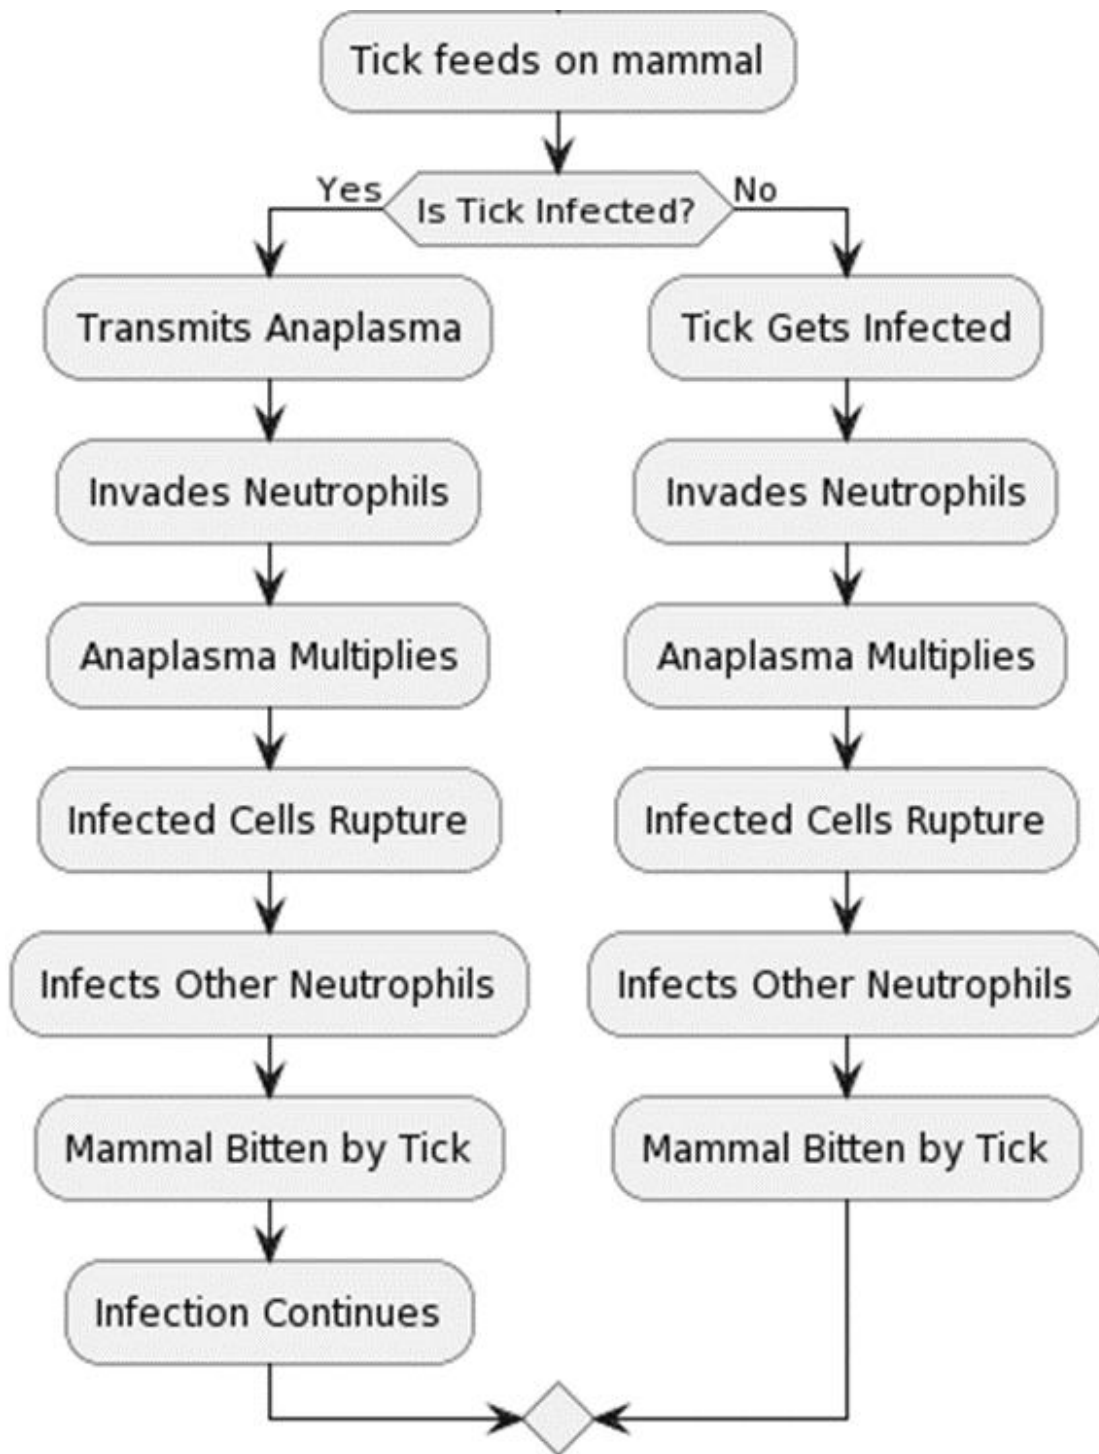 Tick feeds on mammal
Yes
Is Tick Infected?
No
Transmits Anaplasma
Invades Neutrophils
Anaplasma Multiplies
Infected Cells Rupture
Infects Other Neutrophils
Mammal Bitten by Tick
Infection Continues
Tick Gets Infected
Invades Neutrophils
Anaplasma Multiplies
Infected Cells Rupture
Infects Other Neutrophils
Mammal Bitten by Tick